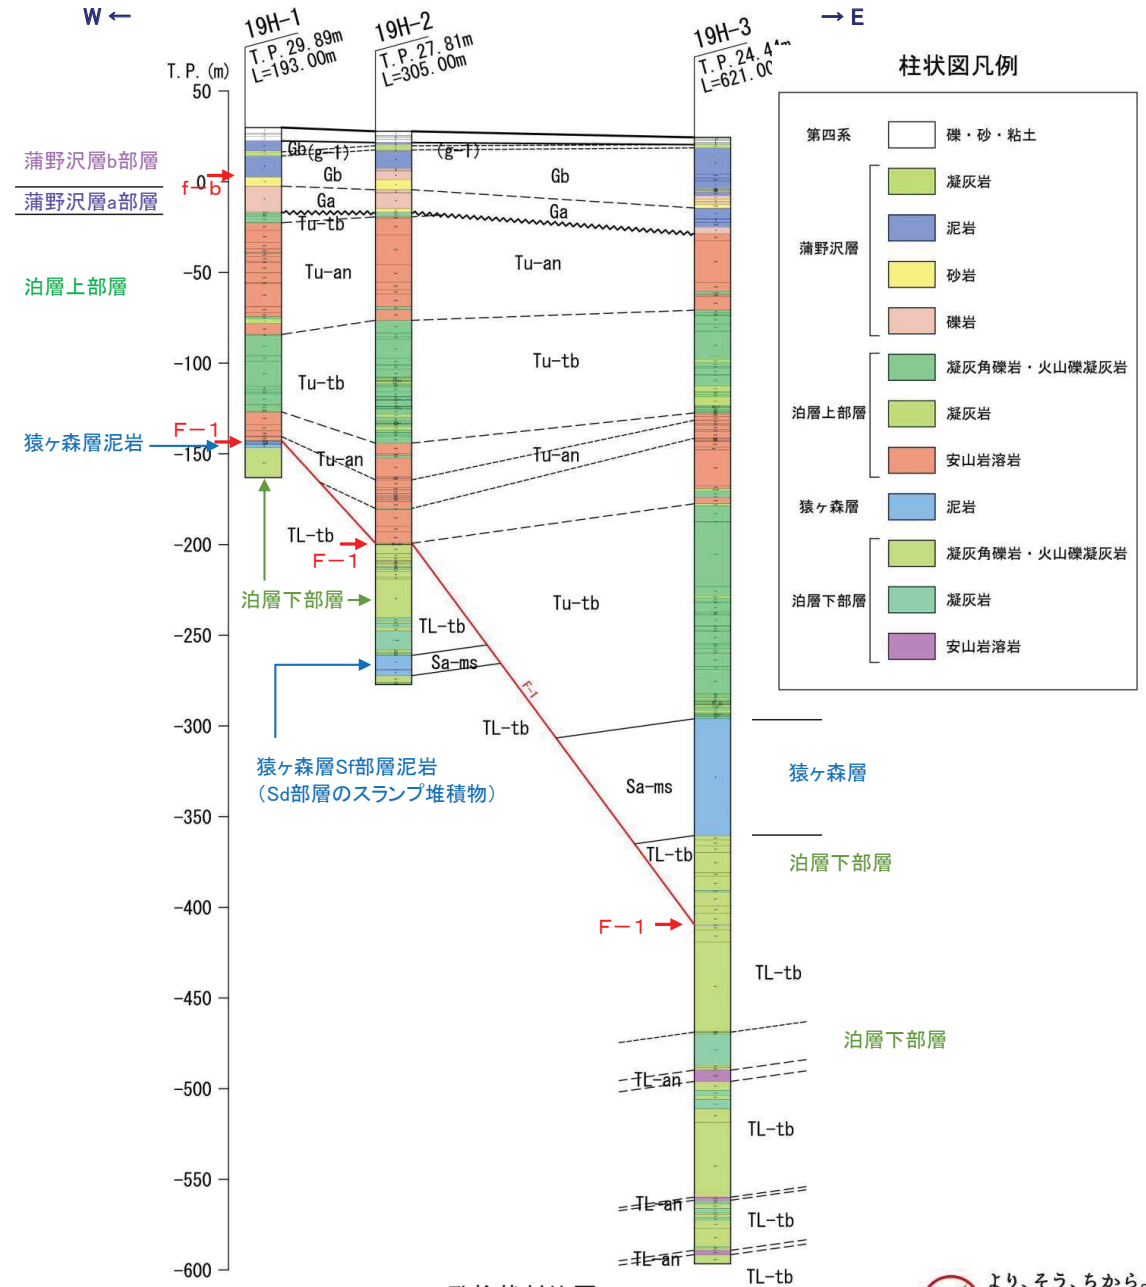 W ←
→ E
19H-1
T.P. 29.89m
L=193.00m
19H-2
T.P. 27.81m
L=305.00m
19H-3
T.P. 24.44m
L=621.00
T.P. (m)
50
0
-50
-100
-150
-200
-250
-300
-350
-400
-450
-500
-550
-600
蒲野沢層b部層
f-b
蒲野沢層a部層
泊層上部層
F-1
猿ヶ森層泥岩
Gb(g-1)
(g-1)
Gb
Gb
Ga
Ga
Tu-tb
Tu-an
Tu-an
Tu-tb
Tu-tb
Tu-an
Tu-an
TL-tb
F-1
泊層下部層
TL-tb
Sa-ms
Tu-tb
F-1
TL-tb
猿ヶ森層Sf部層泥岩
(Sd部層のスランプ堆積物)
Sa-ms
猿ヶ森層
TL-tb
泊層下部層
F-1
TL-tb
泊層下部層
TL-an
TL-tb
TL-an
TL-tb
TL-an
TL-tb
柱状図凡例
第四系
礫・砂・粘土
蒲野沢層
凝灰岩
泥岩
砂岩
礫岩
泊層上部層
凝灰角礫岩・火山礫凝灰岩
凝灰岩
安山岩溶岩
猿ヶ森層
泥岩
泊層下部層
凝灰角礫岩・火山礫凝灰岩
凝灰岩
安山岩溶岩
より、そう、ちから。